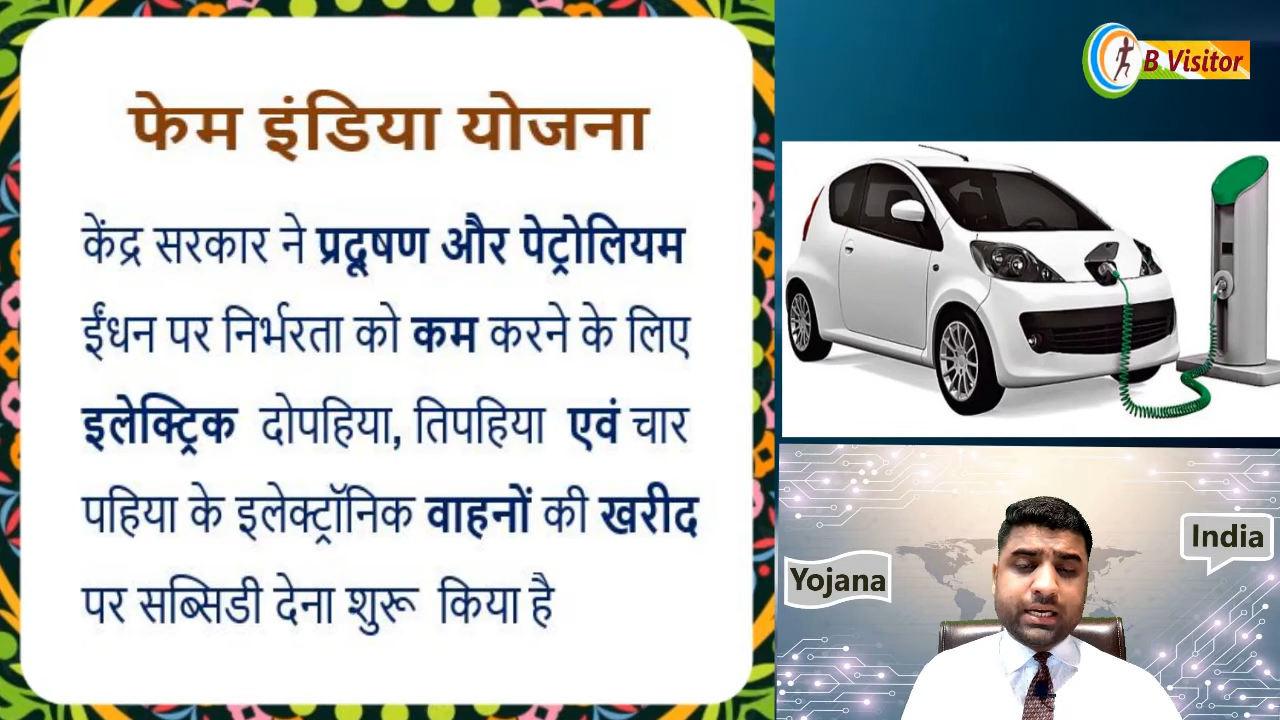 फेम इंडिया योजना
केंद्र सरकार ने प्रदूषण और पेट्रोलियम
ईंधन पर निर्भरता को कम करने के लिए
इलेक्ट्रिक दोपहिया, तिपहिया एवं चार
पहिया के इलेक्ट्रॉनिक वाहनों की खरीद
पर सब्सिडी देना शुरू किया है
B Visitor
Yojana
India